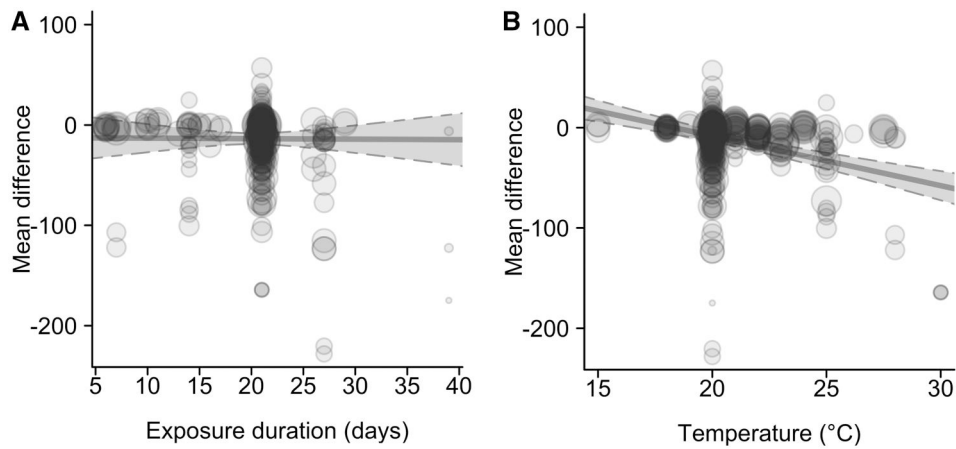 A
B
Mean difference
100
0
-100
-200
5 10 15 20 25 30 35 40
Exposure duration (days)
Mean difference
100
0
-100
-200
15 20 25 30
Temperature (°C)